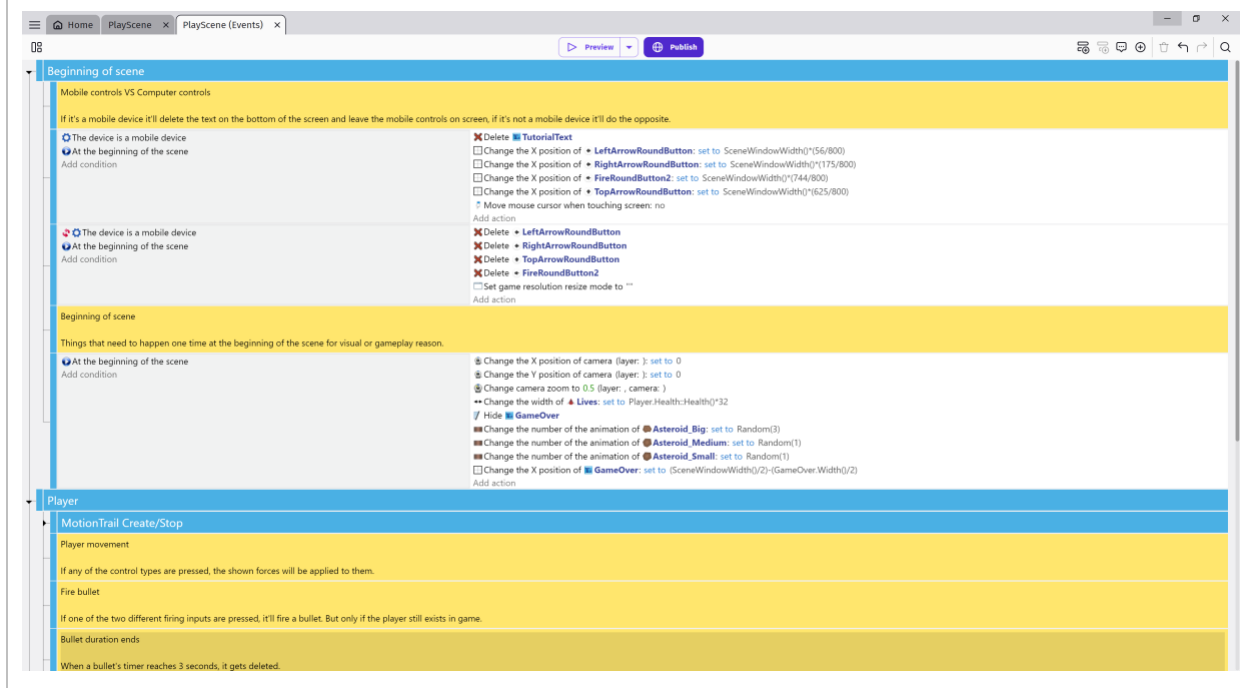 Home
PlayScene ×
PlayScene (Events) ×
Preview
Publish
Beginning of scene
Mobile controls VS Computer controls
If it's a mobile device it'll delete the text on the bottom of the screen and leave the mobile controls on screen, if it's not a mobile device it'll do the opposite.
The device is a mobile device
At the beginning of the scene
Add condition
Delete TutorialText
Change the X position of LeftArrowRoundButton: set to SceneWindowWidth()*(56/800)
Change the X position of RightArrowRoundButton: set to SceneWindowWidth()*(175/800)
Change the X position of FireRoundButton2: set to SceneWindowWidth()*(744/800)
Change the X position of TopArrowRoundButton: set to SceneWindowWidth()*(625/800)
Move mouse cursor when touching screen: no
Add action
The device is a mobile device
At the beginning of the scene
Add condition
Delete LeftArrowRoundButton
Delete RightArrowRoundButton
Delete TopArrowRoundButton
Delete FireRoundButton2
Set game resolution resize mode to ""
Add action
Beginning of scene
Things that need to happen one time at the beginning of the scene for visual or gameplay reason.
At the beginning of the scene
Add condition
Change the X position of camera (layer: ): set to 0
Change the Y position of camera (layer: ): set to 0
Change camera zoom to 0.5 (layer: , camera: )
Change the width of Lives: set to Player.Health::Health()*32
Hide GameOver
Change the number of the animation of Asteroid_Big: set to Random(3)
Change the number of the animation of Asteroid_Medium: set to Random(1)
Change the number of the animation of Asteroid_Small: set to Random(1)
Change the X position of GameOver: set to (SceneWindowWidth()/2)-(GameOver.Width()/2)
Add action
Player
MotionTrail Create/Stop
Player movement
If any of the control types are pressed, the shown forces will be applied to them.
Fire bullet
If one of the two different firing inputs are pressed, it'll fire a bullet. But only if the player still exists in game.
Bullet duration ends
When a bullet's timer reaches 3 seconds, it gets deleted.